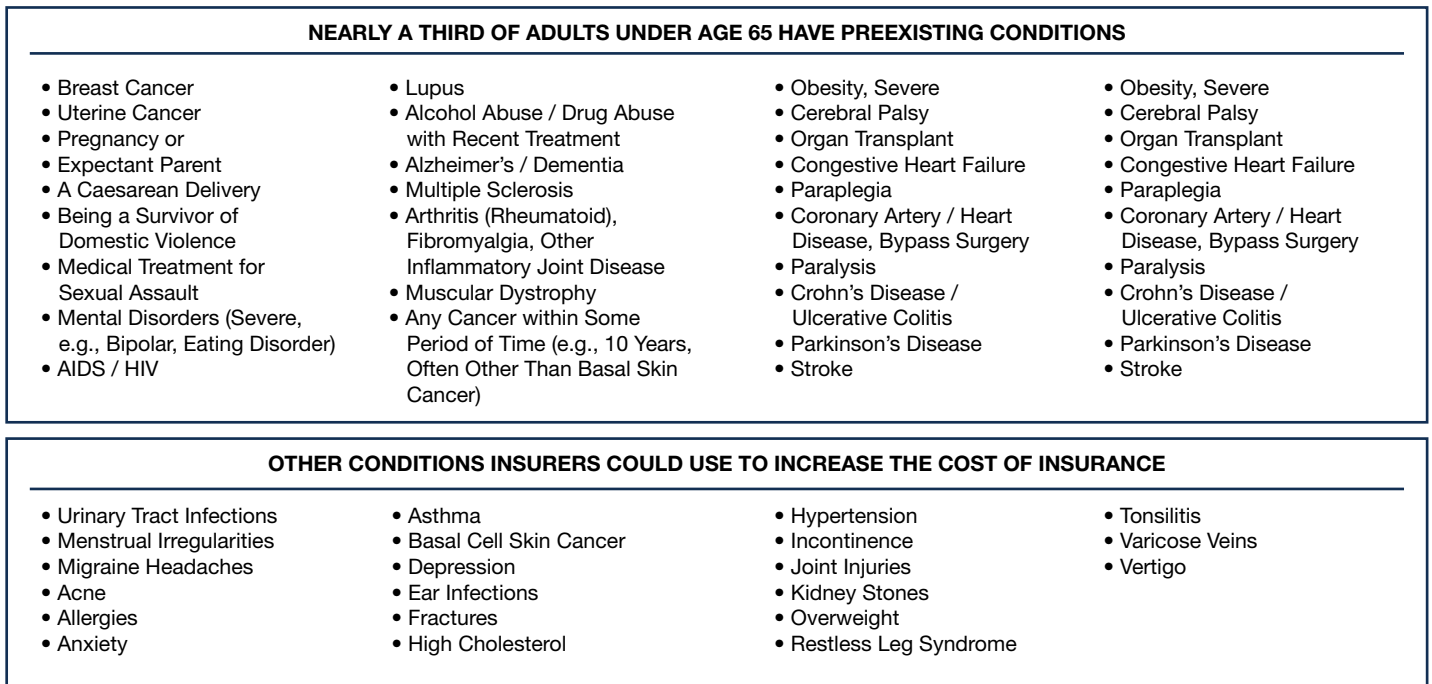 NEARLY A THIRD OF ADULTS UNDER AGE 65 HAVE PREEXISTING CONDITIONS
• Breast Cancer
• Uterine Cancer
• Pregnancy or
• Expectant Parent
• A Caesarean Delivery
• Being a Survivor of
Domestic Violence
• Medical Treatment for
Sexual Assault
• Mental Disorders (Severe,
e.g., Bipolar, Eating Disorder)
• AIDS / HIV
• Lupus
• Alcohol Abuse / Drug Abuse
with Recent Treatment
• Alzheimer’s / Dementia
• Multiple Sclerosis
• Arthritis (Rheumatoid),
Fibromyalgia, Other
Inflammatory Joint Disease
• Muscular Dystrophy
• Any Cancer within Some
Period of Time (e.g., 10 Years,
Often Other Than Basal Skin
Cancer)
• Obesity, Severe
• Cerebral Palsy
• Organ Transplant
• Congestive Heart Failure
• Paraplegia
• Coronary Artery / Heart
Disease, Bypass Surgery
• Paralysis
• Crohn’s Disease /
Ulcerative Colitis
• Parkinson’s Disease
• Stroke
• Obesity, Severe
• Cerebral Palsy
• Organ Transplant
• Congestive Heart Failure
• Paraplegia
• Coronary Artery / Heart
Disease, Bypass Surgery
• Paralysis
• Crohn’s Disease /
Ulcerative Colitis
• Parkinson’s Disease
• Stroke
OTHER CONDITIONS INSURERS COULD USE TO INCREASE THE COST OF INSURANCE
• Urinary Tract Infections
• Menstrual Irregularities
• Migraine Headaches
• Acne
• Allergies
• Anxiety
• Asthma
• Basal Cell Skin Cancer
• Depression
• Ear Infections
• Fractures
• High Cholesterol
• Hypertension
• Incontinence
• Joint Injuries
• Kidney Stones
• Overweight
• Restless Leg Syndrome
• Tonsilitis
• Varicose Veins
• Vertigo